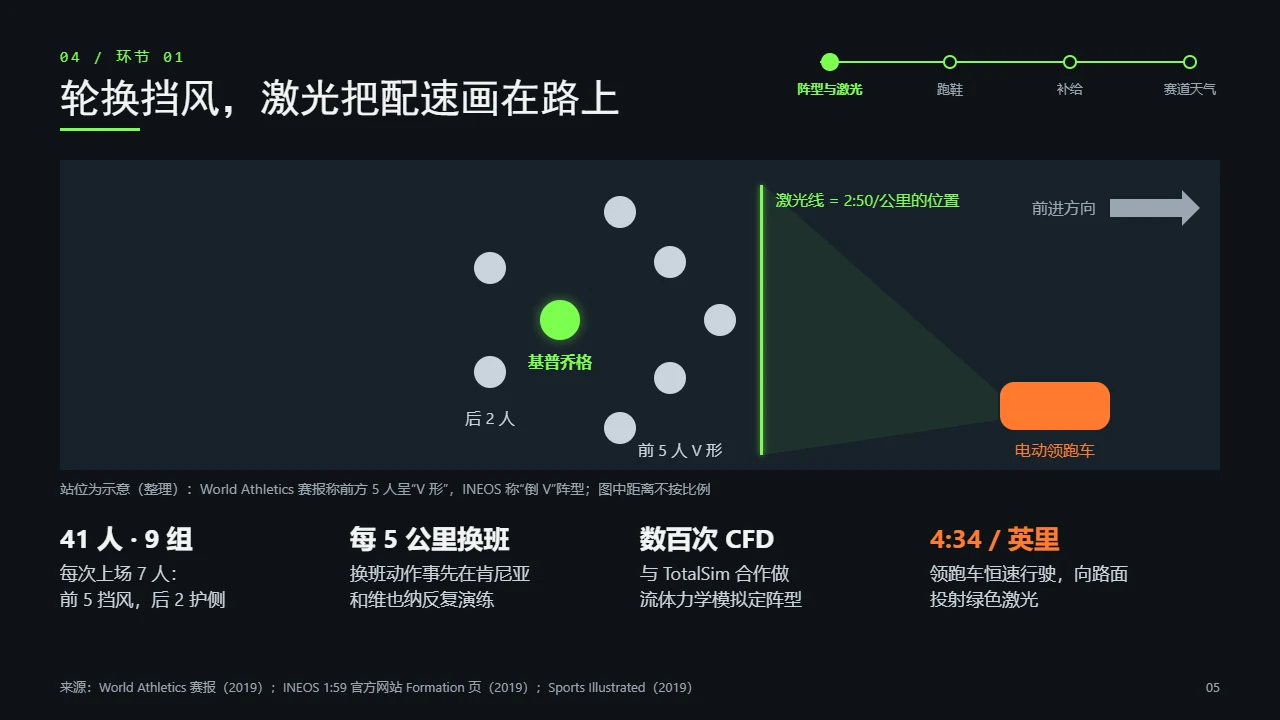 04 / 环节 01
轮换挡风，激光把配速画在路上
阵型与激光
跑鞋
补给
赛道天气
激光线 = 2:50/公里的位置
前进方向
基普乔格
后 2 人
前 5 人 V 形
电动领跑车
站位为示意（整理）：World Athletics 赛报称前方 5 人呈“V 形”，INEOS 称“倒 V”阵型；图中距离不按比例
41 人 · 9 组
每次上场 7 人：
前 5 挡风，后 2 护侧
每 5 公里换班
换班动作事先在肯尼亚
和维也纳反复演练
数百次 CFD
与 TotalSim 合作做
流体力学模拟定阵型
4:34 / 英里
领跑车恒速行驶，向路面
投射绿色激光
来源：World Athletics 赛报（2019）；INEOS 1:59 官方网站 Formation 页（2019）；Sports Illustrated（2019）
05